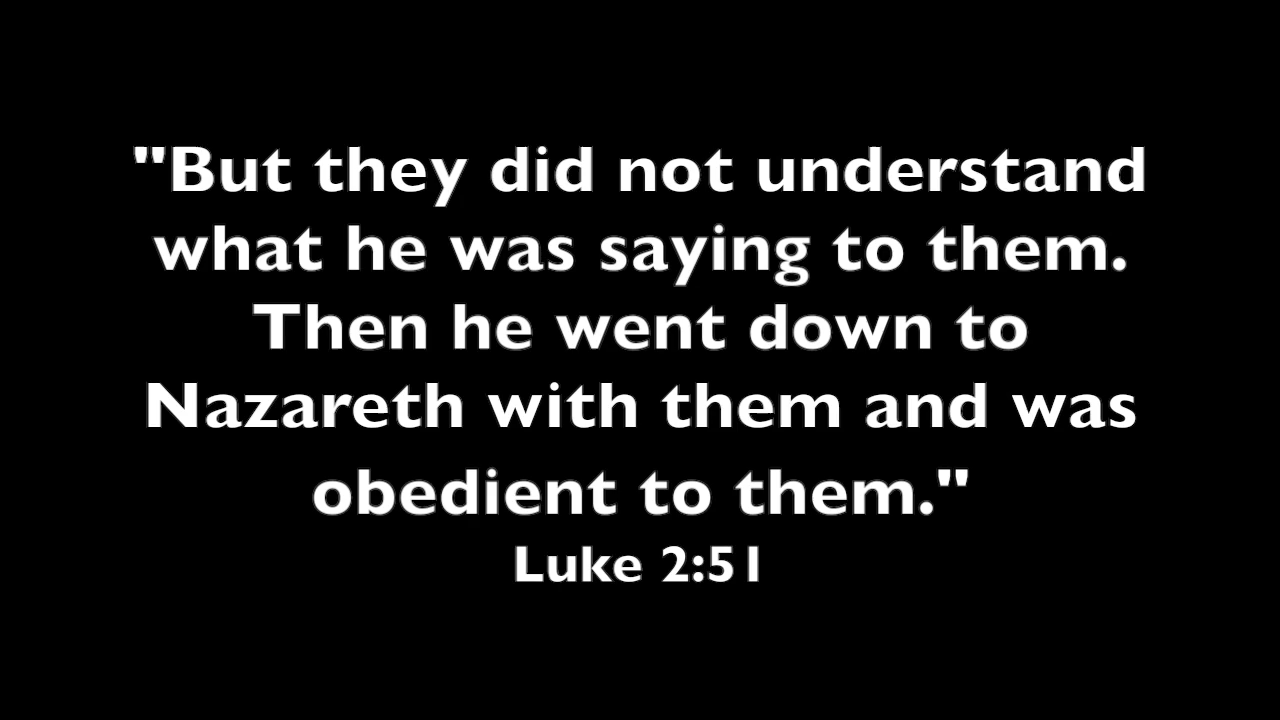 "But they did not understand
what he was saying to them.
Then he went down to
Nazareth with them and was
obedient to them."
Luke 2:51